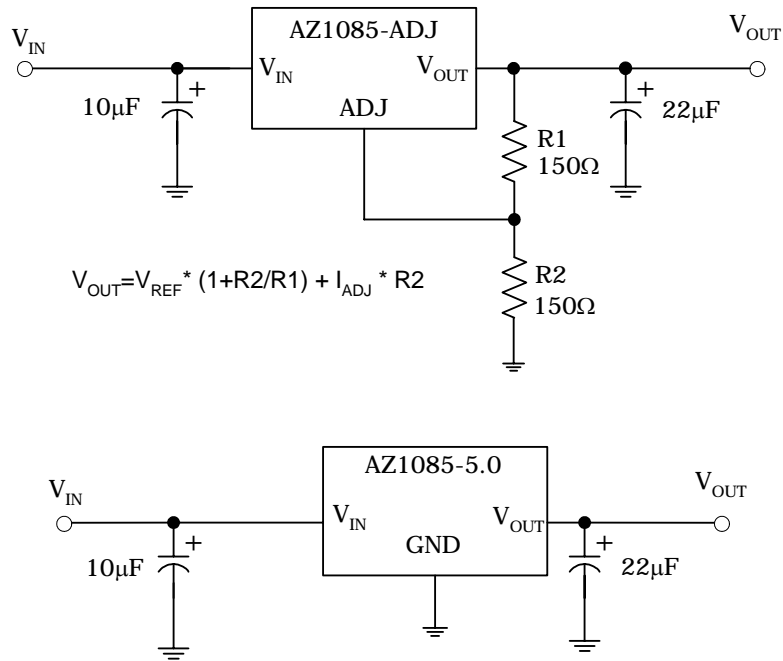 AZ1085-ADJ
V_IN
V_OUT
V_IN
V_OUT
ADJ
10µF
+
+
22µF
R1
150Ω
V_OUT=V_REF* (1+R2/R1) + I_ADJ * R2
R2
150Ω
AZ1085-5.0
V_IN
V_OUT
V_IN
V_OUT
GND
10µF
+
+
22µF